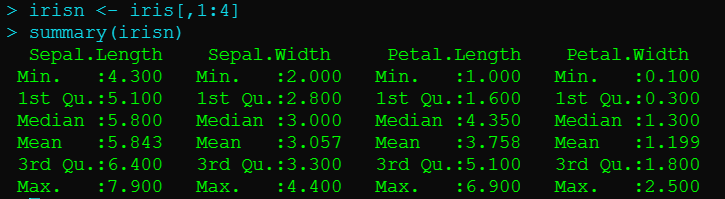 > irisn <- iris[,1:4]
> summary(irisn)
  Sepal.Length    Sepal.Width     Petal.Length    Petal.Width
 Min.   :4.300   Min.   :2.000   Min.   :1.000   Min.   :0.100
 1st Qu.:5.100   1st Qu.:2.800   1st Qu.:1.600   1st Qu.:0.300
 Median :5.800   Median :3.000   Median :4.350   Median :1.300
 Mean   :5.843   Mean   :3.057   Mean   :3.758   Mean   :1.199
 3rd Qu.:6.400   3rd Qu.:3.300   3rd Qu.:5.100   3rd Qu.:1.800
 Max.   :7.900   Max.   :4.400   Max.   :6.900   Max.   :2.500